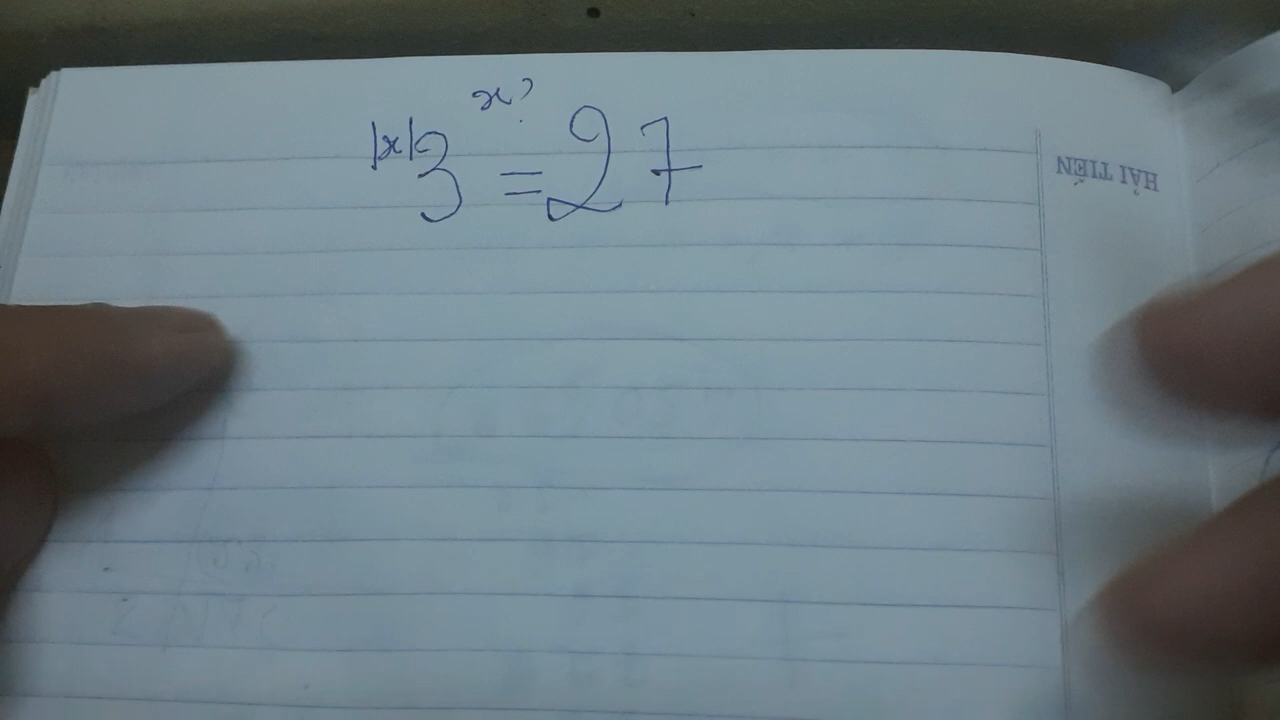 x?
|x|3 = 27
HẢI TIẾN